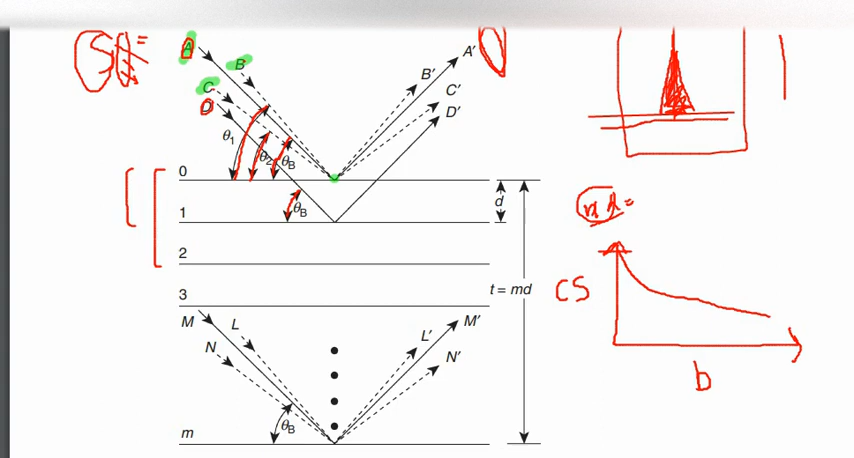 A
B
C
D
A'
B'
C'
D'
θ1
θ2
θB
0
θB
1
d
2
3
t = md
M
L
N
M'
L'
N'
θB
m
CS
b